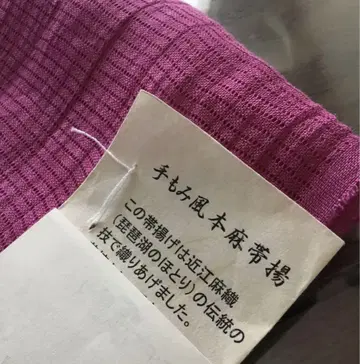 手もみ風本麻帯揚
この帯揚げは近江麻織
(琵琶湖のほとり)の伝統の
技で織りあげました。